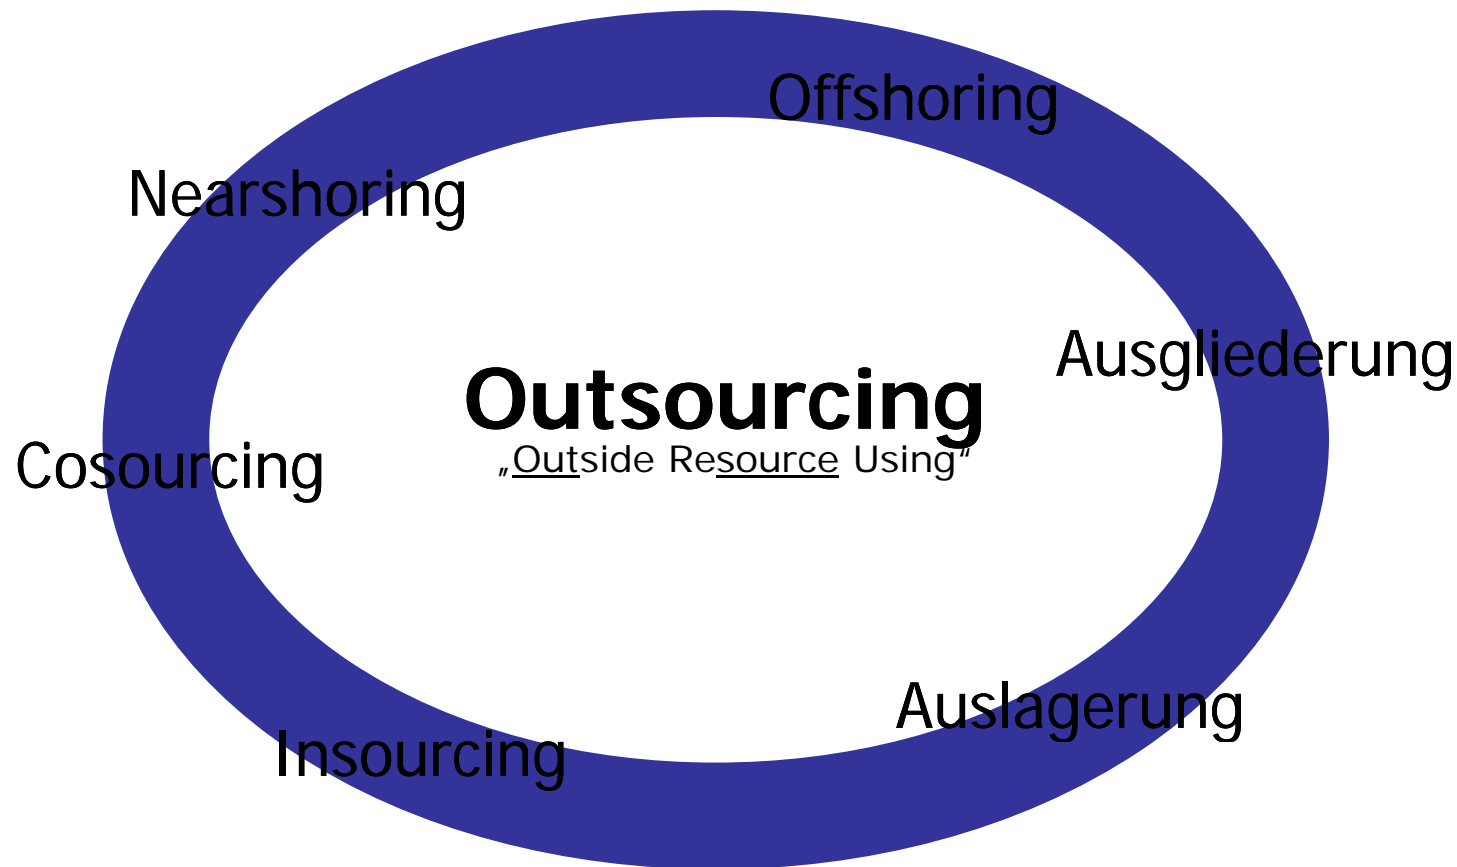 Offshoring
Nearshoring
Ausgliederung
Outsourcing
„Outside Resource Using“
Cosourcing
Auslagerung
Insourcing